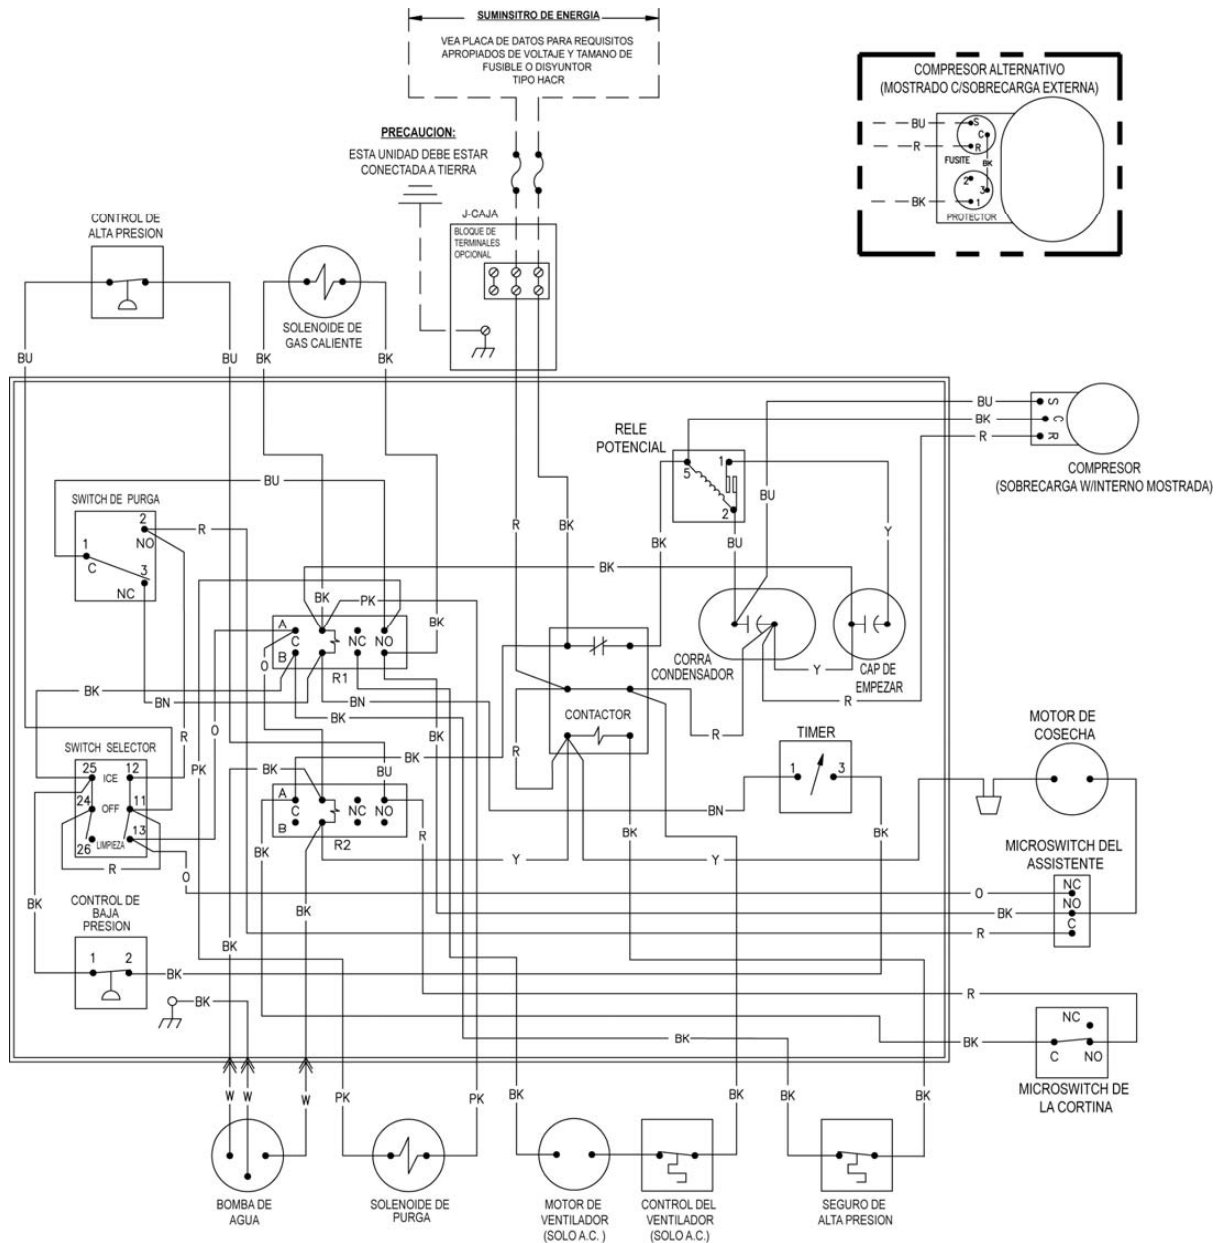 SUMINSITRO DE ENERGIA
VEA PLACA DE DATOS PARA REQUISITOS
APROPIADOS DE VOLTAJE Y TAMANO DE
FUSIBLE O DISYUNTOR
TIPO HACR
COMPRESOR ALTERNATIVO
(MOSTRADO C/SOBRECARGA EXTERNA)
BU
S
C
R
R
FUSITE
BK
2
3
BK
1
PROTECTOR
PRECAUCION:
ESTA UNIDAD DEBE ESTAR
CONECTADA A TIERRA
J-CAJA
BLOQUE DE
TERMINALES
OPCIONAL
CONTROL DE
ALTA PRESION
SOLENOIDE DE
GAS CALIENTE
BU
BU
BK
BK
BU
S
BK
C
R
R
COMPRESOR
(SOBRECARGA W/INTERNO MOSTRADA)
RELE
POTENCIAL
5
1
2
BU
SWITCH DE PURGA
2
NO
1
C
3
NC
R
R
BK
BK
BU
BU
Y
BK
BK
PK
BK
A
C
NC
NO
B
R1
O
BK
BN
BN
BK
O
R
PK
BK
BU
BK
BK
CORRA
CONDENSADOR
CAP DE
EMPEZAR
Y
R
CONTACTOR
R
R
TIMER
1
3
MOTOR DE
COSECHA
SWITCH SELECTOR
25
ICE
12
24
OFF
11
26
LIMPIEZA
13
R
O
A
C
NC
NO
B
R2
BK
R
BN
BK
BK
Y
Y
MICROSWITCH DEL
ASSISTENTE
NC
NO
C
O
BK
R
CONTROL DE
BAJA
PRESION
1
2
BK
BK
BK
BK
BK
R
BK
BK
NC
C
NO
MICROSWITCH DE
LA CORTINA
W
W
W
PK
PK
BK
BK
BK
BK
BOMBA DE
AGUA
SOLENOIDE DE
PURGA
MOTOR DE
VENTILADOR
(SOLO A.C. )
CONTROL DEL
VENTILADOR
(SOLO A.C.)
SEGURO DE
ALTA PRESION